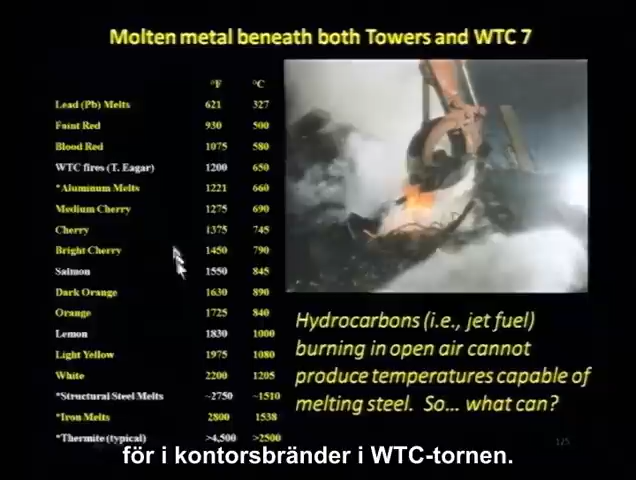 Molten metal beneath both Towers and WTC 7
°F °C
Lead (Pb) Melts 621 327
Faint Red 930 500
Blood Red 1075 580
WTC fires (T. Eagar) 1200 650
*Aluminum Melts 1221 660
Medium Cherry 1275 690
Cherry 1375 745
Bright Cherry 1450 790
Salmon 1550 845
Dark Orange 1630 890
Orange 1725 840
Lemon 1830 1000
Light Yellow 1975 1080
White 2200 1205
*Structural Steel Melts ~2750 ~1510
*Iron Melts 2800 1538
*Thermite (typical) >4,500 >2500
Hydrocarbons (i.e., jet fuel)
burning in open air cannot
produce temperatures capable of
melting steel. So... what can?
125
för i kontorsbränder i WTC-tornen.